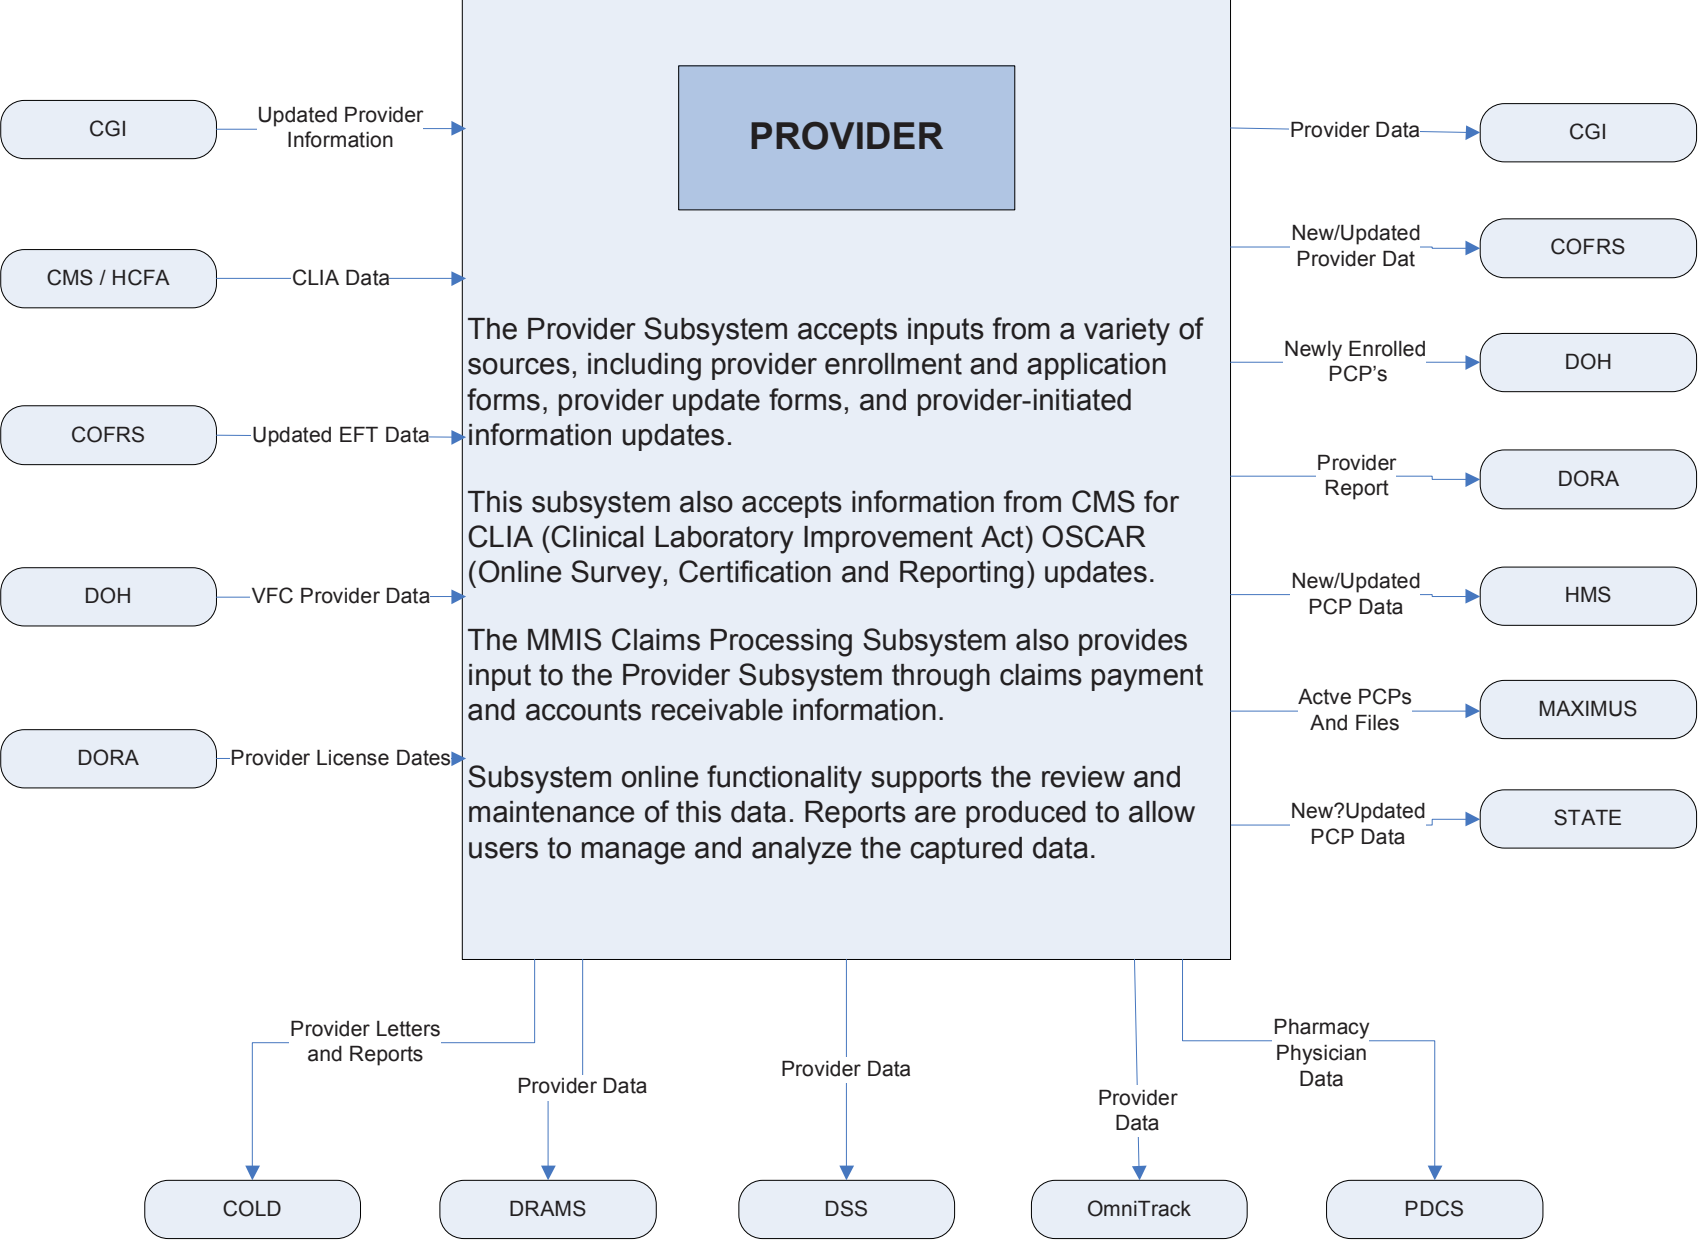 PROVIDER
CGI
Updated Provider
Information
CMS / HCFA
CLIA Data
COFRS
Updated EFT Data
DOH
VFC Provider Data
DORA
Provider License Dates
The Provider Subsystem accepts inputs from a variety of
sources, including provider enrollment and application
forms, provider update forms, and provider-initiated
information updates.
This subsystem also accepts information from CMS for
CLIA (Clinical Laboratory Improvement Act) OSCAR
(Online Survey, Certification and Reporting) updates.
The MMIS Claims Processing Subsystem also provides
input to the Provider Subsystem through claims payment
and accounts receivable information.
Subsystem online functionality supports the review and
maintenance of this data. Reports are produced to allow
users to manage and analyze the captured data.
Provider Data
CGI
New/Updated
Provider Dat
COFRS
Newly Enrolled
PCP’s
DOH
Provider
Report
DORA
New/Updated
PCP Data
HMS
Actve PCPs
And Files
MAXIMUS
New?Updated
PCP Data
STATE
Provider Letters
and Reports
COLD
Provider Data
DRAMS
Provider Data
DSS
Provider
Data
OmniTrack
Pharmacy
Physician
Data
PDCS